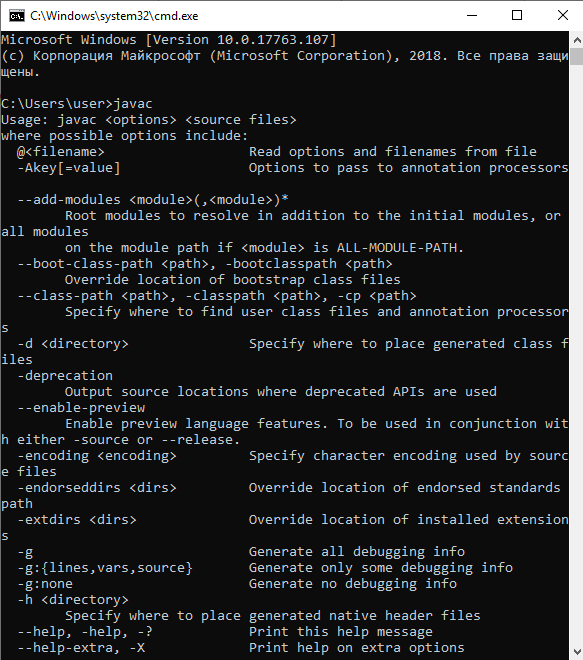 C:\Windows\system32\cmd.exe
Microsoft Windows [Version 10.0.17763.107]
(c) Корпорация Майкрософт (Microsoft Corporation), 2018. Все права защи
щены.
C:\Users\user>javac
Usage: javac <options> <source files>
where possible options include:
  @<filename>                  Read options and filenames from file
  -Akey[=value]                Options to pass to annotation processors
  --add-modules <module>(,<module>)*
        Root modules to resolve in addition to the initial modules, or
all modules
        on the module path if <module> is ALL-MODULE-PATH.
  --boot-class-path <path>, -bootclasspath <path>
        Override location of bootstrap class files
  --class-path <path>, -classpath <path>, -cp <path>
        Specify where to find user class files and annotation processor
s
  -d <directory>               Specify where to place generated class f
iles
  -deprecation
        Output source locations where deprecated APIs are used
  --enable-preview
        Enable preview language features. To be used in conjunction wit
h either -source or --release.
  -encoding <encoding>         Specify character encoding used by sourc
e files
  -endorseddirs <dirs>         Override location of endorsed standards
path
  -extdirs <dirs>              Override location of installed extension
s
  -g                           Generate all debugging info
  -g:{lines,vars,source}       Generate only some debugging info
  -g:none                      Generate no debugging info
  -h <directory>
        Specify where to place generated native header files
  --help, -help, -?            Print this help message
  --help-extra, -X             Print help on extra options